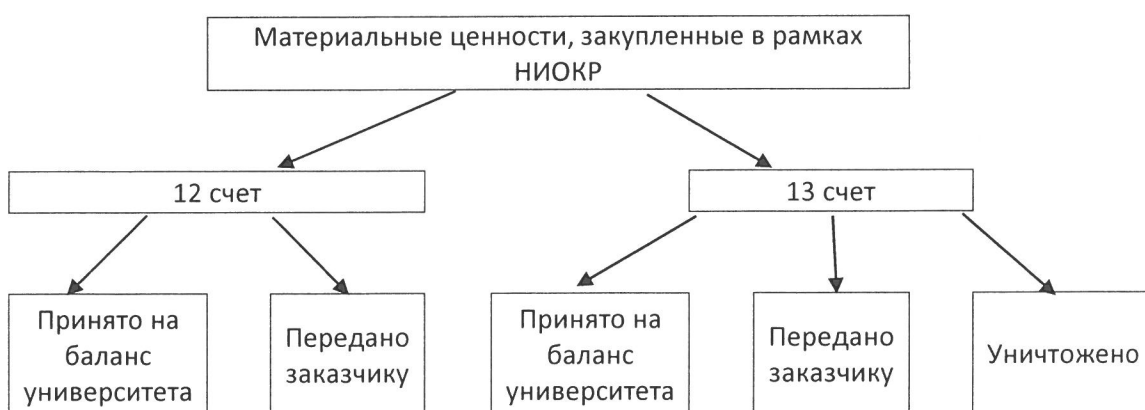 Материальные ценности, закупленные в рамках
НИОКР
12 счет
13 счет
Принято на
баланс
университета
Передано
заказчику
Принято на
баланс
университета
Передано
заказчику
Уничтожено